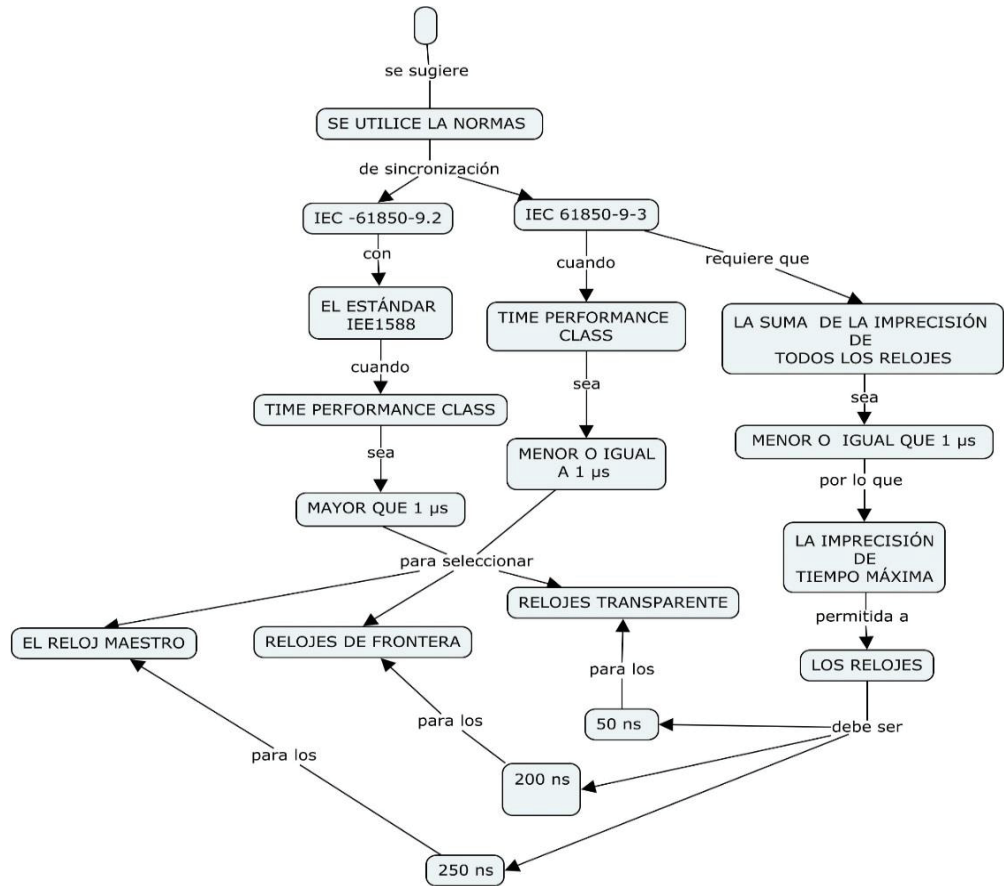 se sugiere
SE UTILICE LA NORMAS
de sincronización
IEC -61850-9.2
IEC 61850-9-3
con
cuando
requiere que
EL ESTÁNDAR
IEE1588
TIME PERFORMANCE
CLASS
LA SUMA DE LA IMPRECISIÓN
DE
TODOS LOS RELOJES
cuando
sea
sea
TIME PERFORMANCE CLASS
MENOR O IGUAL QUE 1 µs
sea
MENOR O IGUAL
A 1 µs
por lo que
MAYOR QUE 1 µs
LA IMPRECISIÓN
DE
TIEMPO MÁXIMA
para seleccionar
RELOJES TRANSPARENTE
permitida a
EL RELOJ MAESTRO
RELOJES DE FRONTERA
LOS RELOJES
para los
50 ns
debe ser
para los
200 ns
para los
250 ns